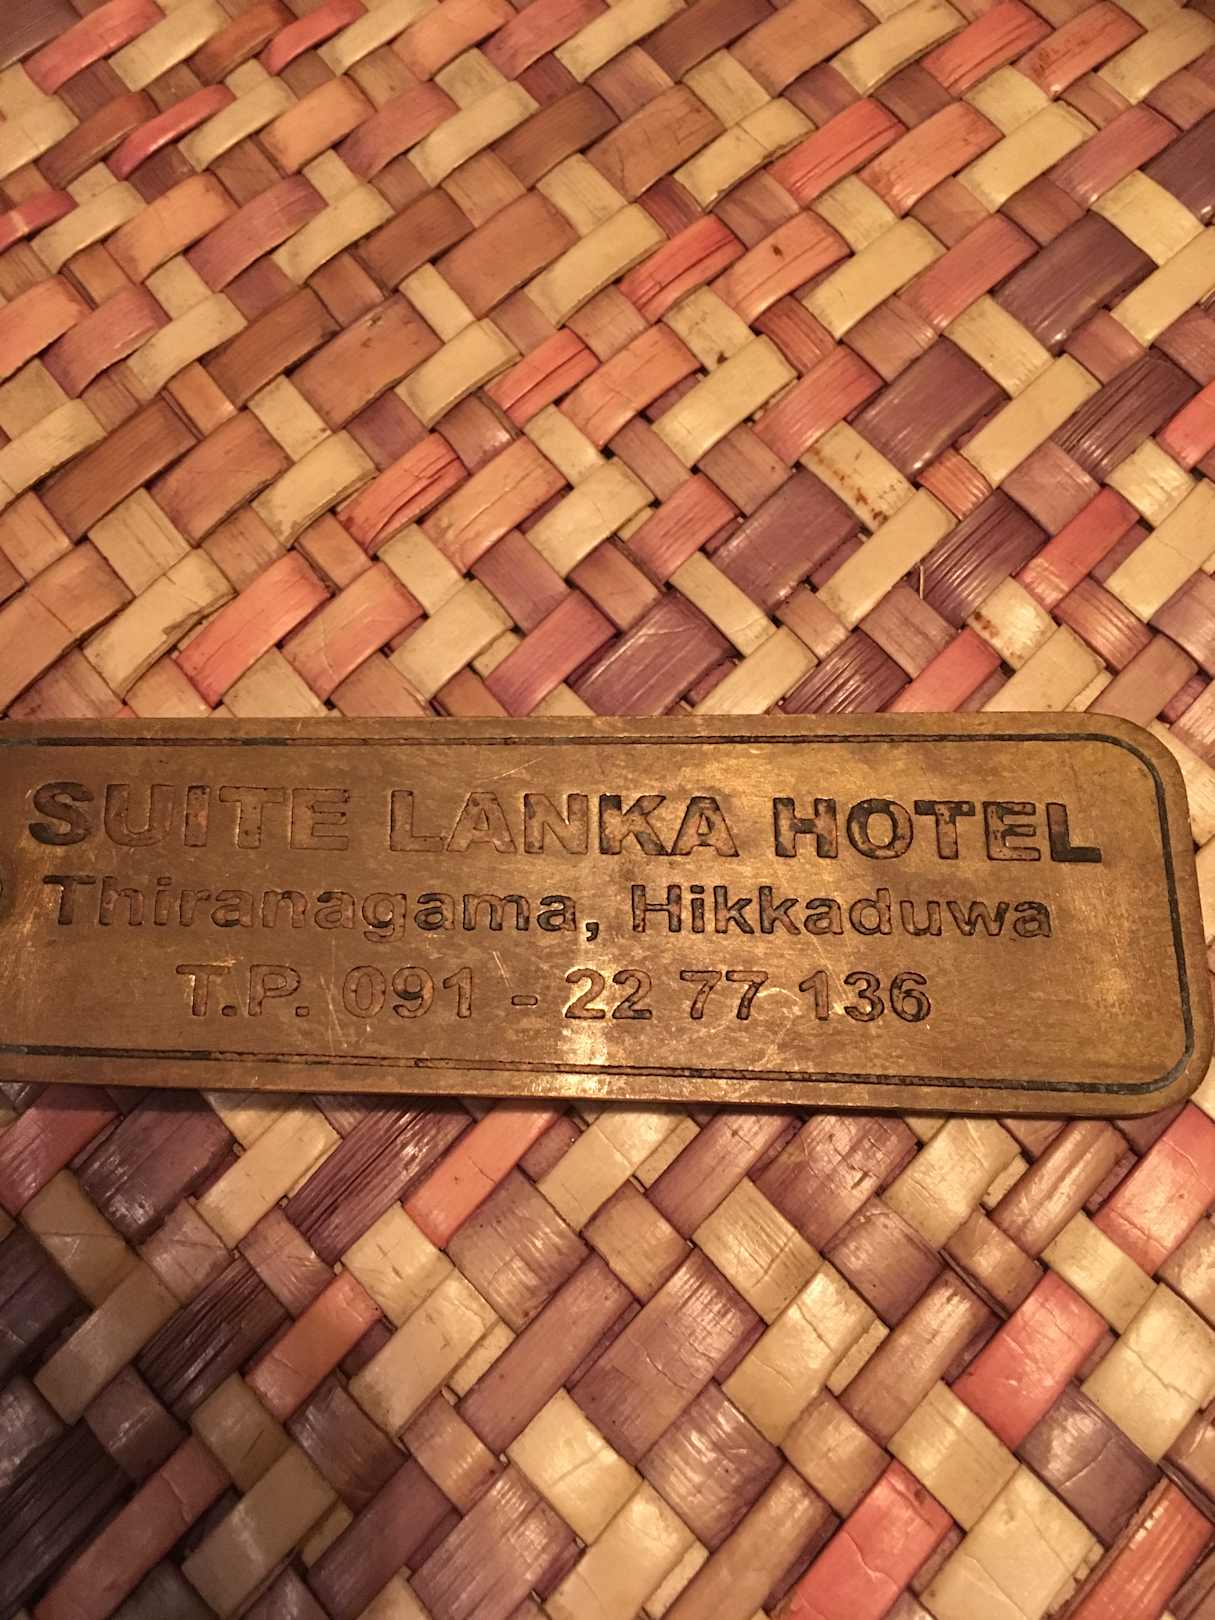 SUITE LANKA HOTEL
Thiranagama, Hikkaduwa
T.P. 091 - 22 77 136